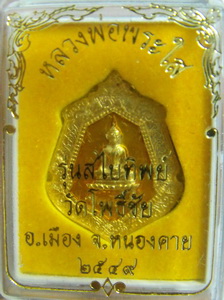 หลวงพ่อพระใส
รุ่นสไบทิพย์
วัดโพธิ์ชัย
อ.เมือง จ.หนองคาย
๒๕๔๙